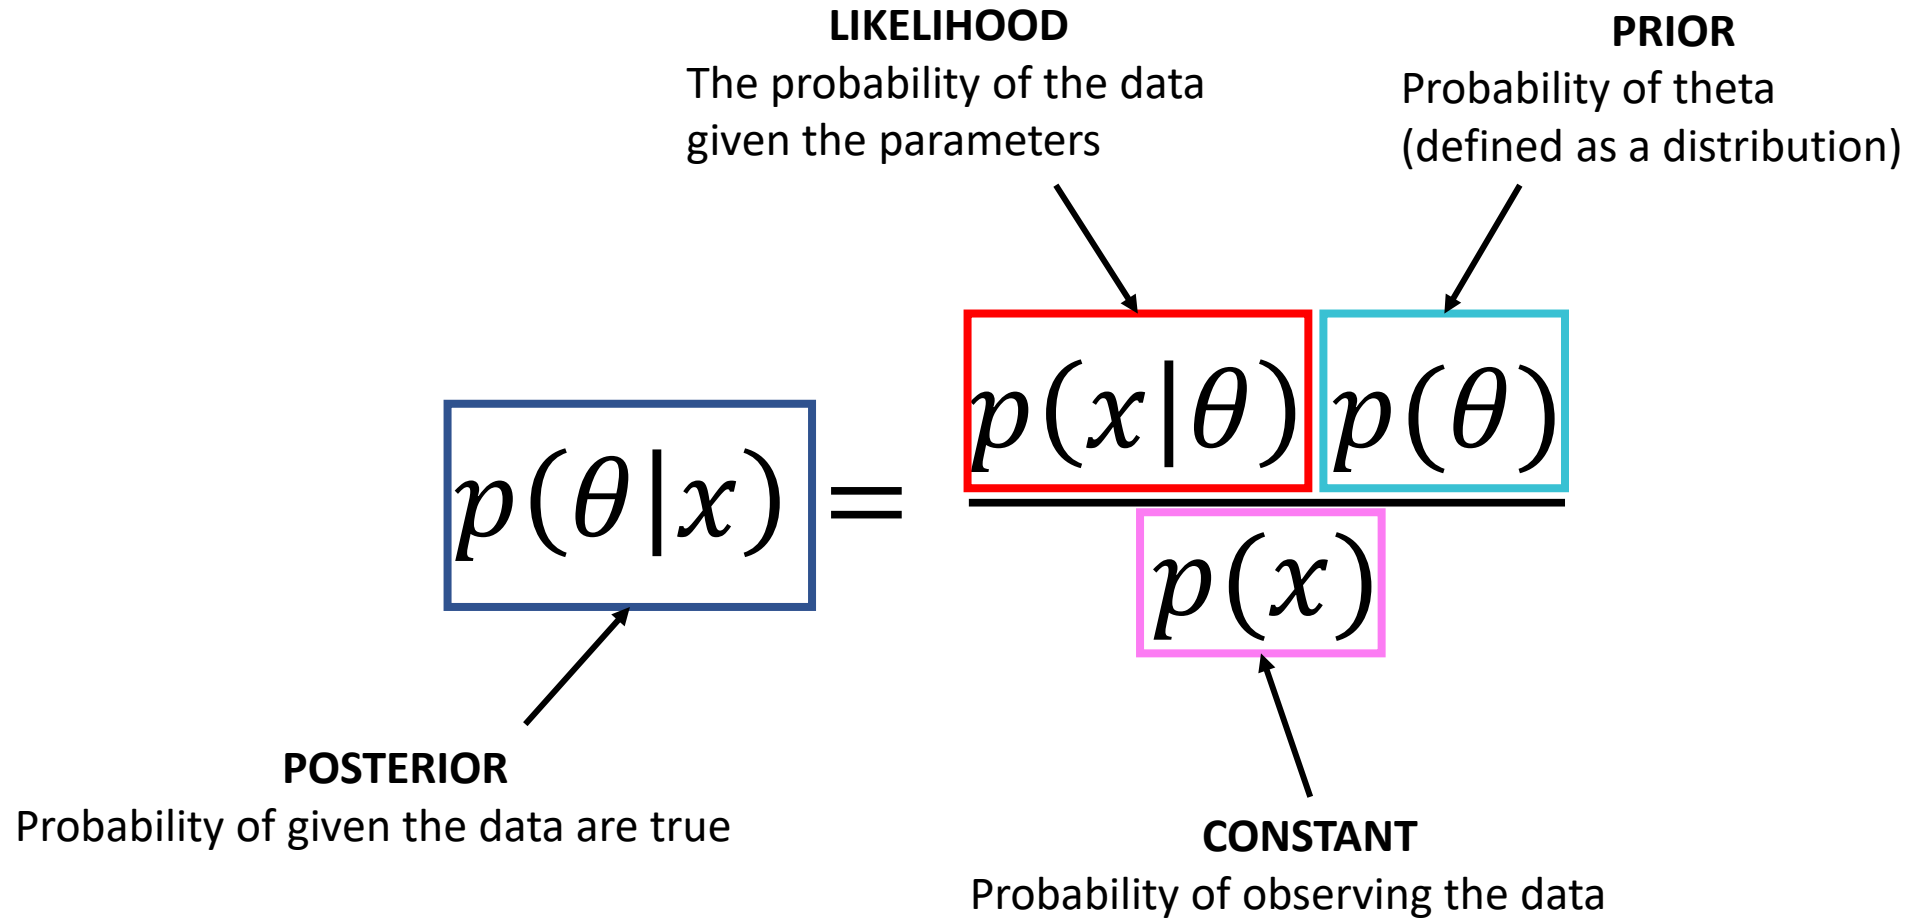 LIKELIHOOD
The probability of the data
given the parameters
PRIOR
Probability of theta
(defined as a distribution)
p(θ|x) = p(x|θ) p(θ)
p(x)
POSTERIOR
Probability of given the data are true
CONSTANT
Probability of observing the data